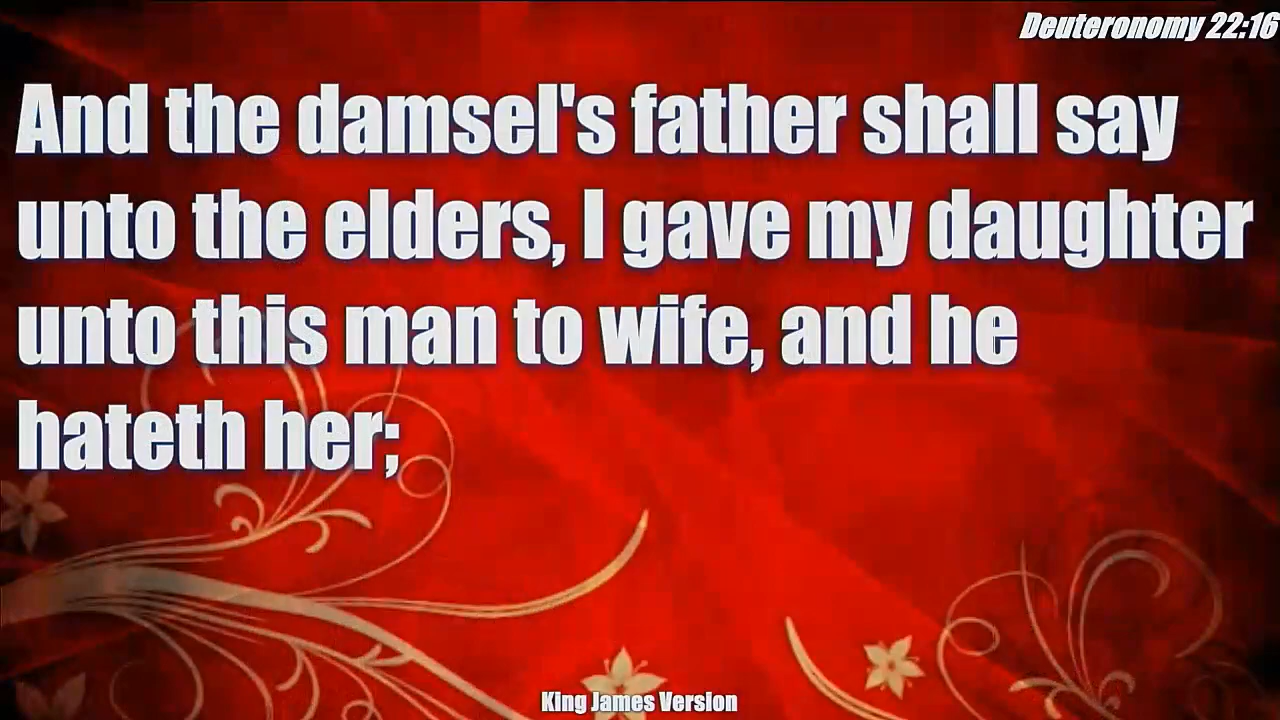 Deuteronomy 22:16
And the damsel's father shall say
unto the elders, I gave my daughter
unto this man to wife, and he
hateth her;
King James Version